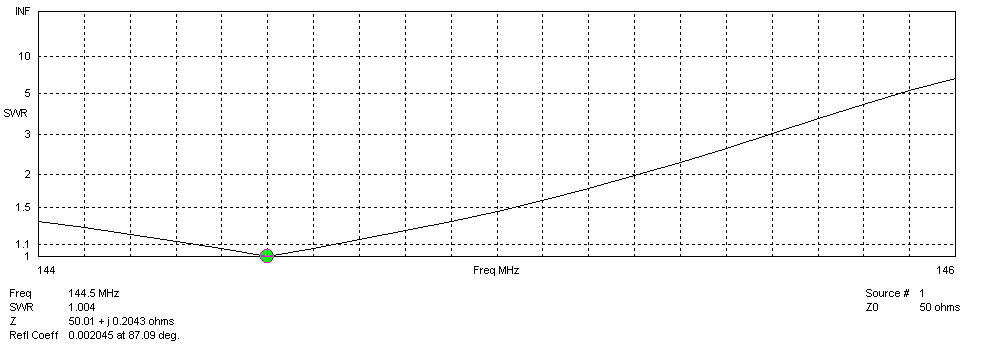 INF
10
5
SWR
3
2
1.5
1.1
1
144 Freq MHz 146
Freq 144.5 MHz Source # 1
SWR 1.004 Z0 50 ohms
Z 50.01 + j 0.2043 ohms
Refl Coeff 0.002045 at 87.09 deg.